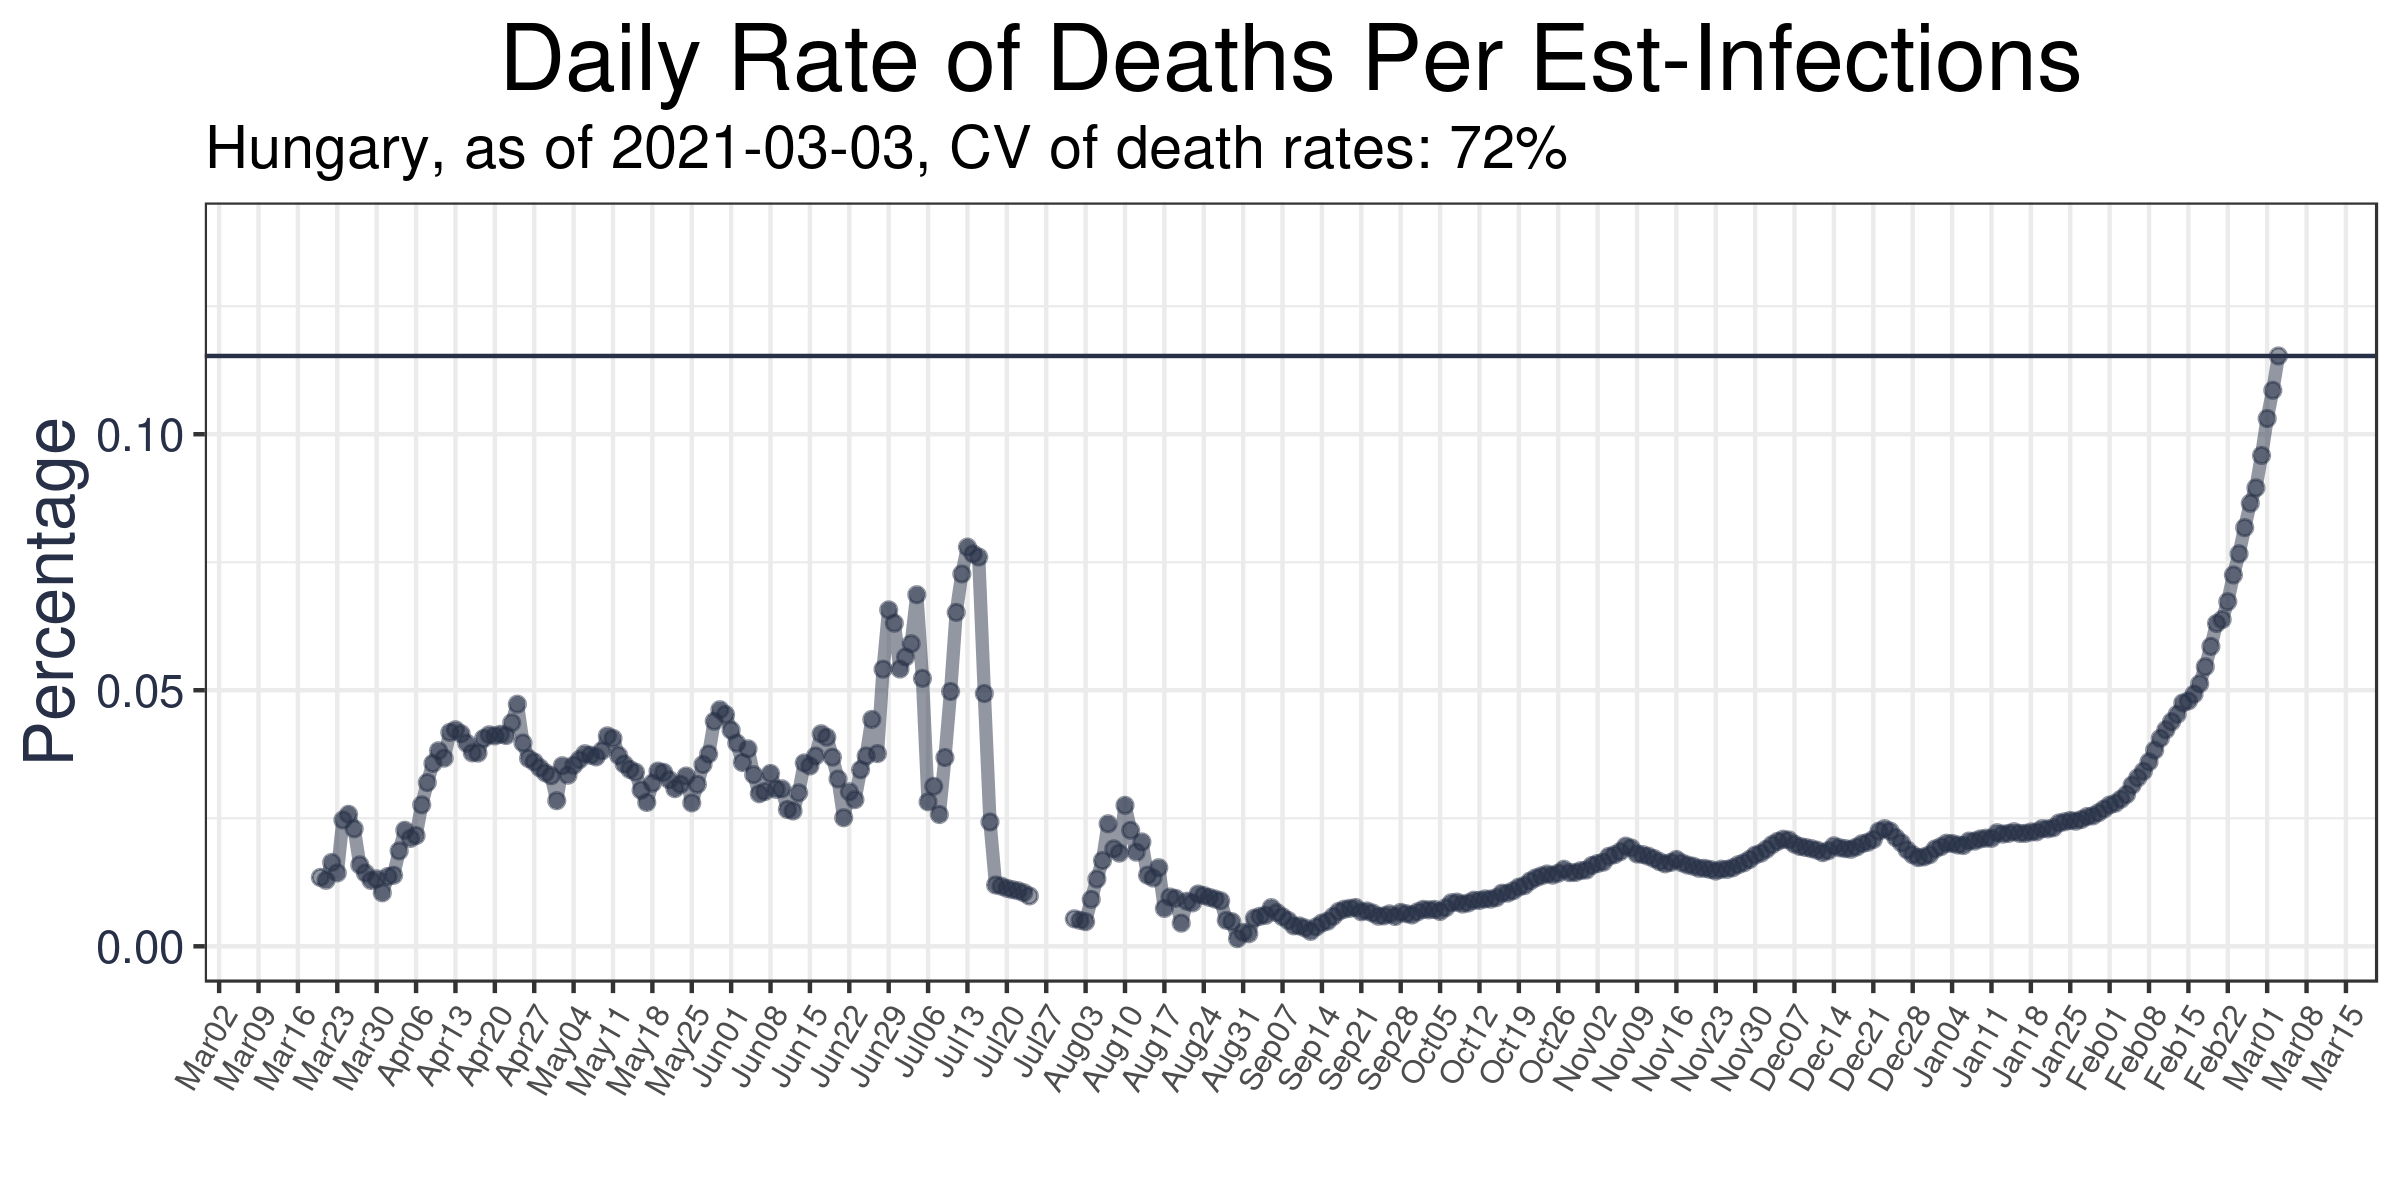 Daily Rate of Deaths Per Est-Infections
Hungary, as of 2021-03-03, CV of death rates: 72%
Percentage
0.10
0.05
0.00
Mar02
Mar09
Mar16
Mar23
Mar30
Apr06
Apr13
Apr20
Apr27
May04
May11
May18
May25
Jun01
Jun08
Jun15
Jun22
Jun29
Jul06
Jul13
Jul20
Jul27
Aug03
Aug10
Aug17
Aug24
Aug31
Sep07
Sep14
Sep21
Sep28
Oct05
Oct12
Oct19
Oct26
Nov02
Nov09
Nov16
Nov23
Nov30
Dec07
Dec14
Dec21
Dec28
Jan04
Jan11
Jan18
Jan25
Feb01
Feb08
Feb15
Feb22
Mar01
Mar08
Mar15